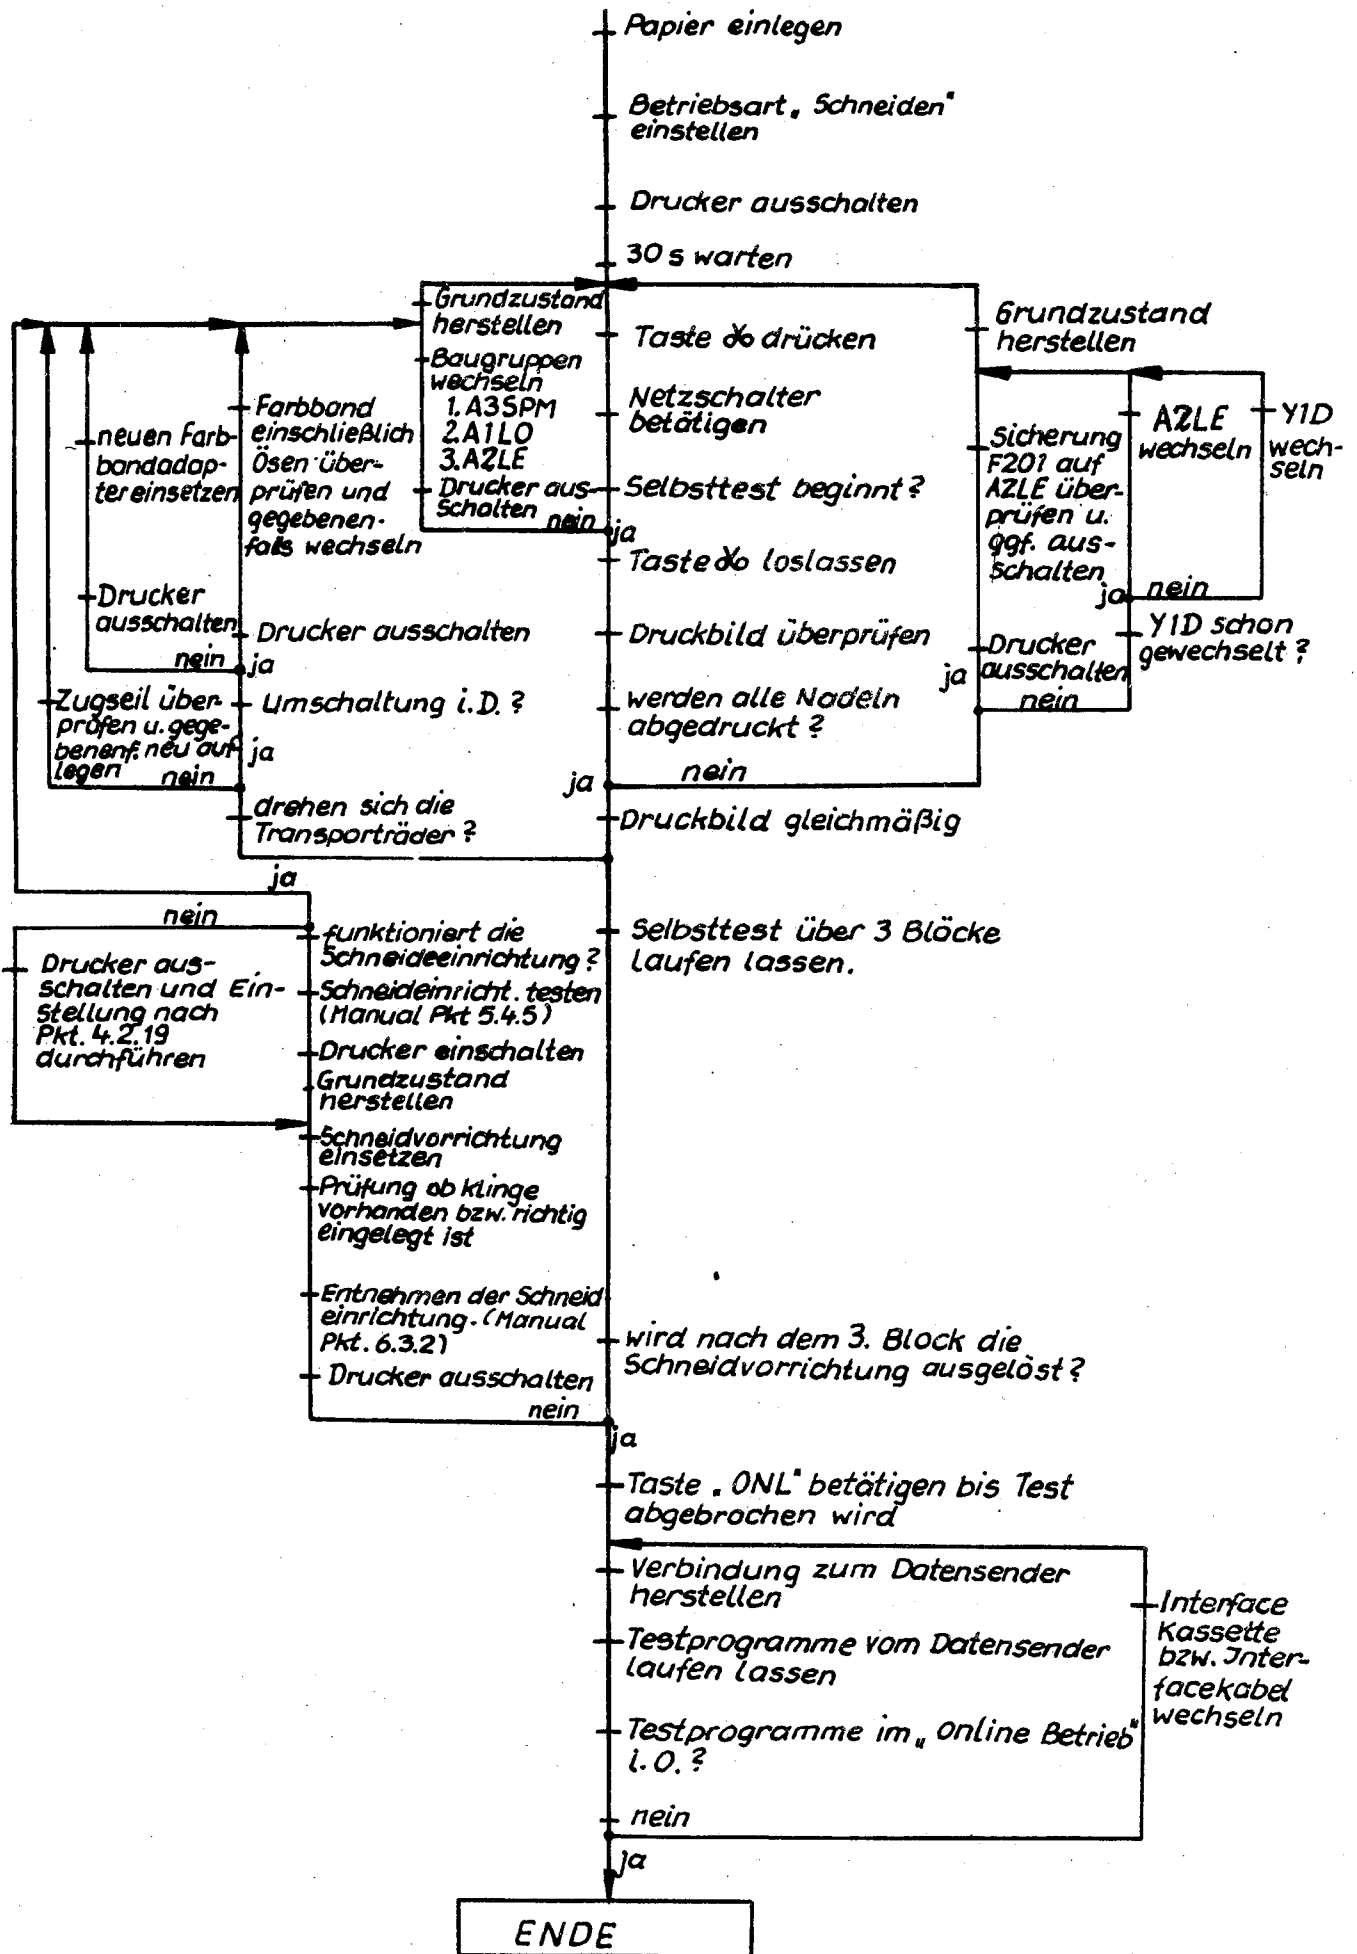 Papier einlegen
Betriebsart „Schneiden"
einstellen
Drucker ausschalten
30 s warten
Grundzustand
herstellen
Baugruppen
wechseln
1. A3SPM
2. A1LO
3. A2LE
Drucker aus-
schalten
nein
ja
Taste drücken
Netzschalter
betätigen
Selbsttest beginnt?
Taste loslassen
Druckbild überprüfen
werden alle Nadeln
abgedruckt?
nein
ja
Druckbild gleichmäßig
Grundzustand
herstellen
Sicherung
F201 auf
A2LE über-
prüfen u.
ggf. aus-
schalten
ja
Drucker
ausschalten
ja
nein
A2LE
wechseln
Y1D
wech-
seln
nein
Y1D schon
gewechselt?
neuen Farb-
bandadap-
tereinsetzen
Drucker
ausschalten
nein
Farbband
einschließlich
Ösen über-
prüfen und
gegebenen-
falls wechseln
Drucker ausschalten
ja
Umschaltung i.D.?
ja
Zugseil über-
prüfen u. gege-
benenf. neu auf
legen
nein
drehen sich die
Transporträder?
ja
nein
funktioniert die
Schneideeinrichtung?
Schneideinricht. testen
(Manual Pkt 5.4.5)
Drucker einschalten
Grundzustand
herstellen
Schneidvorrichtung
einsetzen
Prüfung ob klinge
vorhanden bzw. richtig
eingelegt ist
Entnehmen der Schneid
einrichtung. (Manual
Pkt. 6.3.2)
Drucker ausschalten
nein
Drucker aus-
schalten und Ein-
stellung nach
Pkt. 4.2.19
durchführen
Selbsttest über 3 Blöcke
laufen lassen.
wird nach dem 3. Block die
Schneidvorrichtung ausgelöst?
ja
Taste „ONL" betätigen bis Test
abgebrochen wird
Verbindung zum Datensender
herstellen
Testprogramme vom Datensender
laufen lassen
Testprogramme im „Online Betrieb"
i.O.?
nein
ja
Interface
Kassette
bzw. Inter-
facekabel
wechseln
ENDE